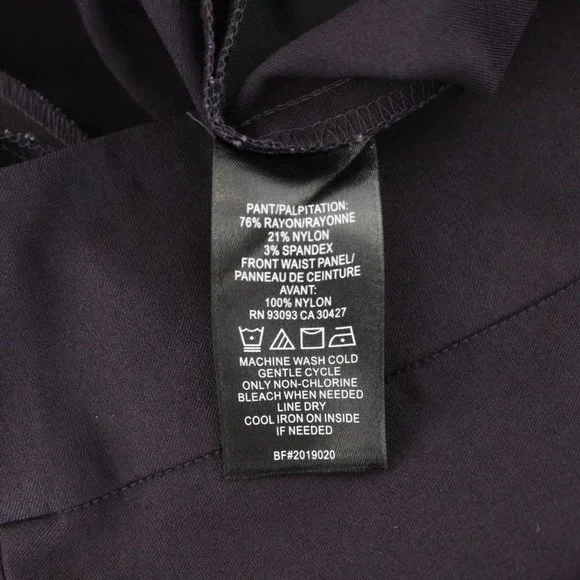 PANT/PALPITATION:
76% RAYON/RAYONNE
21% NYLON
3% SPANDEX
FRONT WAIST PANEL/
PANNEAU DE CEINTURE
AVANT:
100% NYLON
RN 93093 CA 30427
MACHINE WASH COLD
GENTLE CYCLE
ONLY NON-CHLORINE
BLEACH WHEN NEEDED
LINE DRY
COOL IRON ON INSIDE
IF NEEDED
BF#2019020